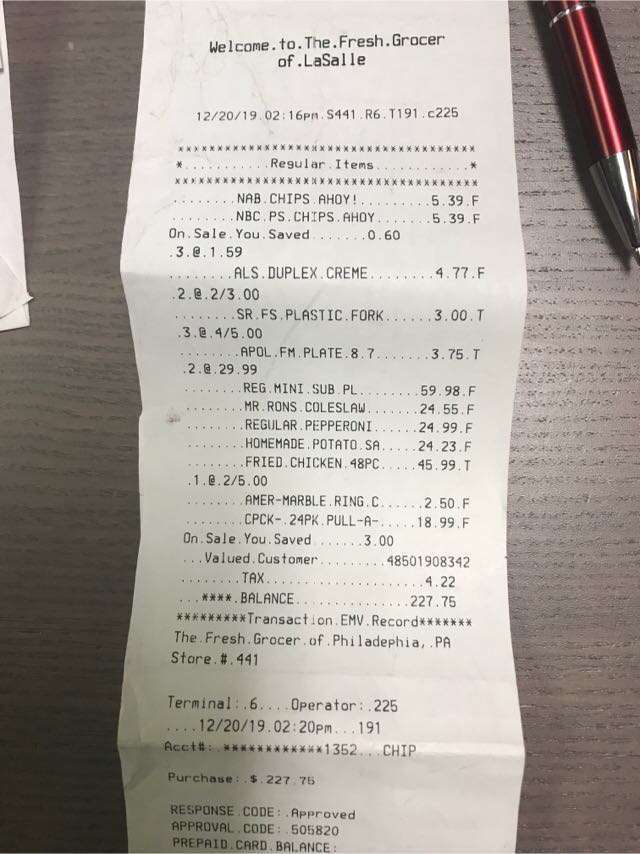 Welcome.to.The.Fresh.Grocer
of.LaSalle
12/20/19.02:16pm.S441.R6.T191.c225
************************************
*...........Regular.Items............*
************************************
........NAB.CHIPS.AHOY!.........5.39.F
........NBC.PS.CHIPS.AHOY.......5.39.F
On.Sale.You.Saved.......0.60
.3.@.1.59
........ALS.DUPLEX.CREME........4.77.F
.2.@.2/3.00
........SR.FS.PLASTIC.FORK......3.00.T
.3.@.4/5.00
........APOL.FM.PLATE.8.7.......3.75.T
.2.@.29.99
........REG.MINI.SUB.PL........59.98.F
........MR.RONS.COLESLAW.......24.55.F
........REGULAR.PEPPERONI......24.99.F
........HOMEMADE.POTATO.SA.....24.23.F
........FRIED.CHICKEN.48PC.....45.99.T
.1.@.2/5.00
........AMER-MARBLE.RING.C......2.50.F
........CPCK-.24PK.PULL-A-.....18.99.F
On.Sale.You.Saved.......3.00
...Valued.Customer.........48501908342
........TAX.....................4.22
...****.BALANCE...............227.75
*********Transaction.EMV.Record*******
The.Fresh.Grocer.of.Philadephia,.PA
Store.#.441
Terminal:.6....Operator:.225
....12/20/19.02:20pm...191
Acct#:.************1352...CHIP
Purchase:.$.227.75
RESPONSE.CODE:.Approved
APPROVAL.CODE:.505820
PREPAID.CARD.BALANCE: